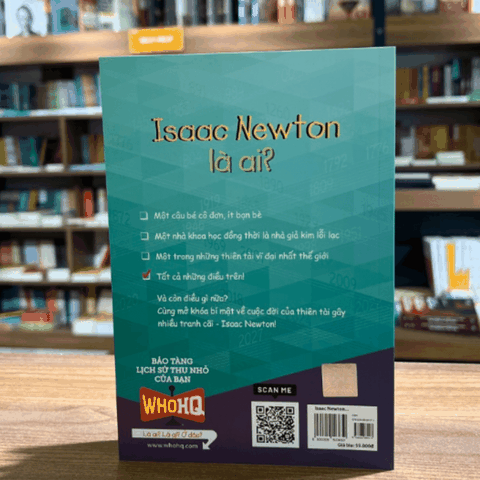 Isaac Newton
là ai?
Một cậu bé cô đơn, ít bạn bè
Một nhà khoa học đồng thời là nhà giả kim lỗi lạc
Một trong những thiên tài vĩ đại nhất thế giới
Tất cả những điều trên!
Và còn điều gì nữa?
Cùng mở khóa bí mật về cuộc đời của thiên tài gây
nhiều tranh cãi - Isaac Newton!
BẢO TÀNG
LỊCH SỬ THU NHỎ
CỦA BẠN
WHOHQ
Là ai? Là gì? Ở đâu?
www.whohq.com
SCAN ME
Isaac Newton...